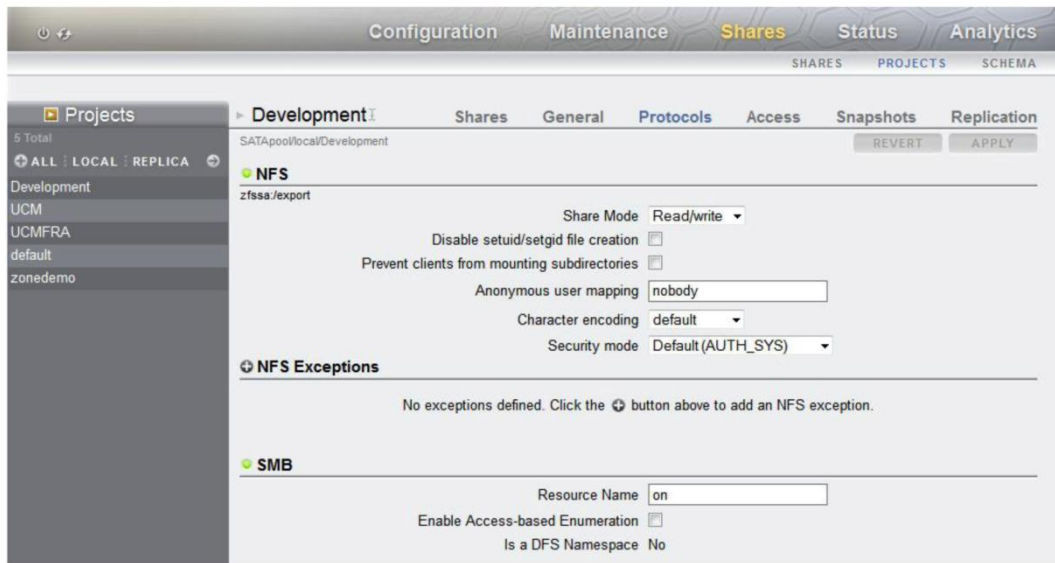 Configuration Maintenance Shares Status Analytics
SHARES PROJECTS SCHEMA
Projects
5 Total
ALL LOCAL REPLICA
Development
UCM
UCMFRA
default
zonedemo
Development Shares General Protocols Access Snapshots Replication
SATApool/local/Development REVERT APPLY
NFS
zfssa:/export
Share Mode Read/write
Disable setuid/setgid file creation
Prevent clients from mounting subdirectories
Anonymous user mapping nobody
Character encoding default
Security mode Default (AUTH_SYS)
NFS Exceptions
No exceptions defined. Click the button above to add an NFS exception.
SMB
Resource Name on
Enable Access-based Enumeration
Is a DFS Namespace No